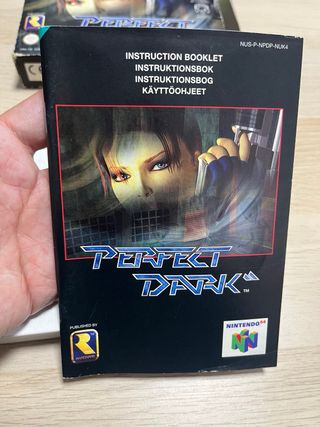 NUS-P-NPDP-NUK4
INSTRUCTION BOOKLET
INSTRUKTIONSBOK
INSTRUKTIONSBOG
KÄYTTÖOHJEET
PERFECT
DARK
TM
PUBLISHED BY
R
RAREWARE
NINTENDO 64
N